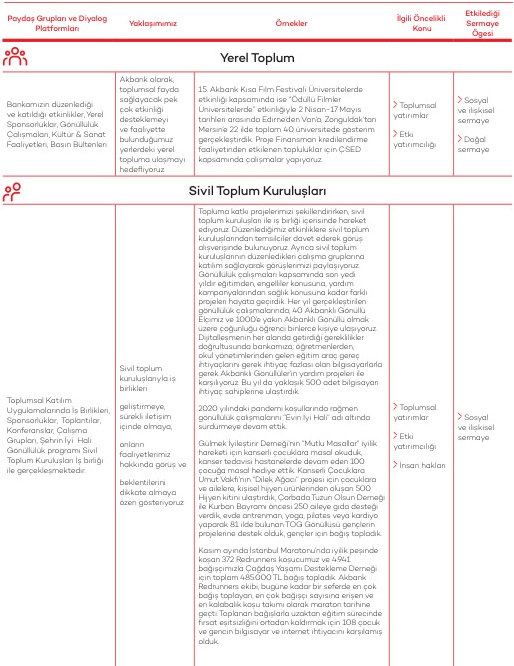 Paydaş Grupları ve Diyalog
Platformları
Yaklaşımımız
Örnekler
İlgili Öncelikli
Konu
Etkilediği
Sermaye
Ögesi
Yerel Toplum
Bankamızın düzenlediği
ve katıldığı etkinlikler, Yerel
Sponsorluklar, Gönüllülük
Çalışmaları, Kültür & Sanat
Faaliyetleri, Basın Bültenleri
Akbank olarak,
toplumsal fayda
sağlayacak pek
çok etkinliği
desteklemeyi
ve faaliyette
bulunduğumuz
yerlerdeki yerel
topluma ulaşmayı
hedefliyoruz
15. Akbank Kısa Film Festivali Üniversitelerde
etkinliği kapsamında ise "Ödüllü Filmler
Üniversitelerde" etkinliğiyle 2 Nisan-17 Mayıs
tarihleri arasında Edirne'den Van'a, Zonguldak'tan
Mersin'e 22 ilde toplam 40 üniversitede gösterim
gerçekleştirdik. Proje Finansman kredilendirme
faaliyetinden etkilenen topluluklar için ÇSED
kapsamında çalışmalar yapıyoruz
> Toplumsal
yatırımlar
> Etki
yatırımcılığı
> Sosyal
ve ilişkisel
sermaye
> Doğal
sermaye
Sivil Toplum Kuruluşları
Toplumsal Katılım
Uygulamalarında İş Birlikleri,
Sponsorluklar, Toplantılar,
Konferanslar, Çalışma
Grupları, Şehrin İyi Hali
Gönüllülük programı Sivil
Toplum Kuruluşları İş birliği
ile gerçekleşmektedir.
Sivil toplum
kuruluşlarıyla iş
birlikleri
geliştirmeye,
sürekli iletişim
içinde olmaya,
onların
faaliyetlerimiz
hakkında görüş ve
beklentilerini
dikkate almaya
özen gösteriyoruz
Topluma katkı projelerimizi şekillendirirken, sivil
toplum kuruluşları ile iş birliği içerisinde hareket
ediyoruz. Düzenlediğimiz etkinliklere sivil toplum
kuruluşlarından temsilciler davet ederek görüş
alışverişinde bulunuyoruz. Ayrıca sivil toplum
kuruluşlarının düzenledikleri çalışma gruplarına
katılım sağlayarak görüşlerimizi paylaşıyoruz.
Gönüllülük çalışmaları kapsamında son yedi
yıldır eğitimden, engelliler konusuna, yardım
kampanyalarından sağlık konusuna kadar farklı
projeleri hayata geçirdik. Her yıl gerçekleştirilen
gönüllülük çalışmalarında; 40 Akbanklı Gönüllü
Elçimiz ve 1000'e yakın Akbanklı Gönüllü olmak
üzere çoğunluğu öğrenci binlerce kişiye ulaşıyoruz.
Dijitalleşmenin her alanda getirdiği gereklilikler
doğrultusunda bankamıza, öğretmenlerden,
okul yönetimlerinden gelen eğitim araç gereç
ihtiyaçlarını gerek ihtiyaç fazlası olan bilgisayarlarla
gerek Akbanklı Gönüllüler'in yardım projeleri ile
karşılıyoruz. Bu yıl da yaklaşık 500 adet bilgisayarı
ihtiyaç sahiplerine ulaştırdık.
2020 yılındaki pandemi koşullarında rağmen
gönüllülük çalışmalarını "Evin İyi Hali" adı altında
sürdürmeye devam ettik.
Gülmek İyileştirir Derneği'nin "Mutlu Masallar" iyilik
hareketi için kanserli çocuklara masal okuduk,
kanser tedavisi hastanelerde devam eden 100
çocuğa masal hediye ettik. Kanserli Çocuklara
Umut Vakfı'nın "Dilek Ağacı" projesi için çocuklara
ve ailelere, kişisel hijyen ürünlerinden oluşan 500
Hijyen kitini ulaştırdık, Çorbada Tuzun Olsun Derneği
ile Kurban Bayramı öncesi 250 aileye gıda desteği
verdik, evde antrenman, yoga, pilates veya kardiyo
yaparak 81 ilde bulunan TOG Gönüllüsü gençlerin
projelerine destek olduk, gençler için bağış topladık.
Kasım ayında İstanbul Maratonu'nda iyilik peşinde
koşan 372 Redrunners koşucumuz ve 4.941
bağışçımızla Çağdaş Yaşamı Destekleme Derneği
için toplam 485.000 TL bağış topladık. Akbank
Redrunners ekibi, bugüne kadar bir seferde en çok
bağış toplayan, en çok bağışçı sayısına erişen ve
en kalabalık koşu takımı olarak maraton tarihine
geçti. Toplanan bağışlarla uzaktan eğitim sürecinde
fırsat eşitsizliğini ortadan kaldırmak için 108 çocuk
ve gencin bilgisayar ve internet ihtiyacını karşılamış
olduk.
> Toplumsal
yatırımlar
> Etki
yatırımcılığı
> İnsan hakları
> Sosyal
ve ilişkisel
sermaye